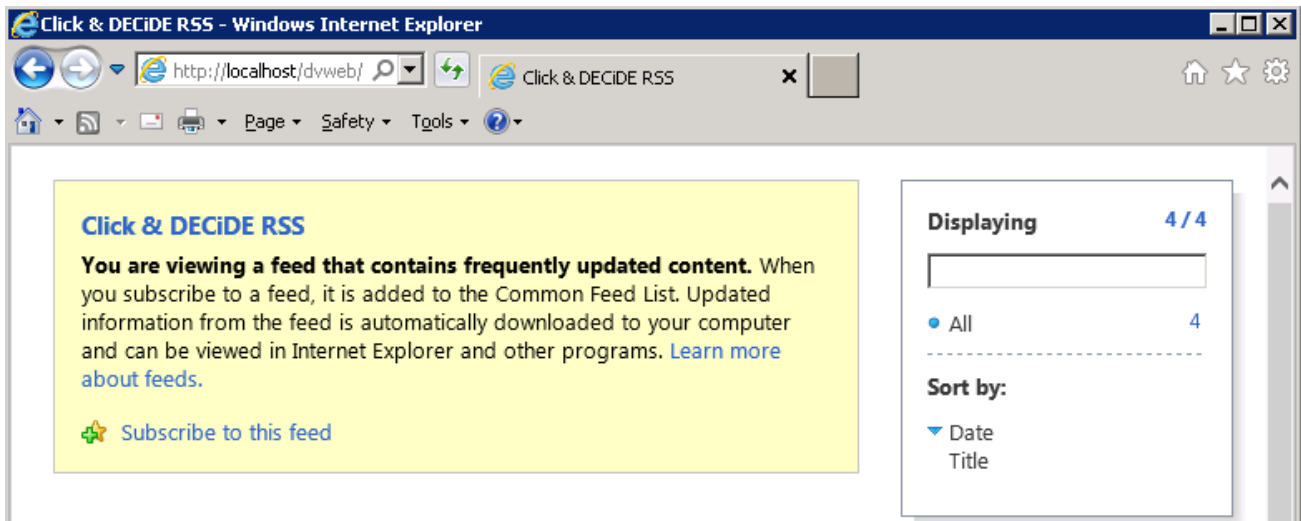 Click & DECiDE RSS - Windows Internet Explorer
http://localhost/dvweb/
Click & DECiDE RSS
Page
Safety
Tools
Click & DECiDE RSS
You are viewing a feed that contains frequently updated content. When
you subscribe to a feed, it is added to the Common Feed List. Updated
information from the feed is automatically downloaded to your computer
and can be viewed in Internet Explorer and other programs. Learn more
about feeds.
Subscribe to this feed
Displaying 4 / 4
All 4
Sort by:
Date
Title